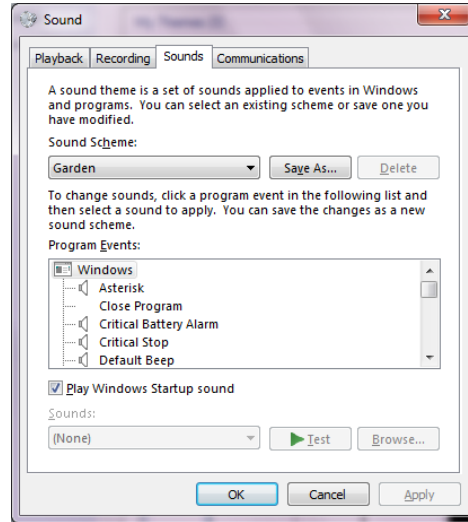 Sound
Playback Recording Sounds Communications
A sound theme is a set of sounds applied to events in Windows
and programs. You can select an existing scheme or save one you
have modified.
Sound Scheme:
Garden Save As... Delete
To change sounds, click a program event in the following list and
then select a sound to apply. You can save the changes as a new
sound scheme.
Program Events:
Windows
Asterisk
Close Program
Critical Battery Alarm
Critical Stop
Default Beep
Play Windows Startup sound
Sounds:
(None) Test Browse...
OK Cancel Apply